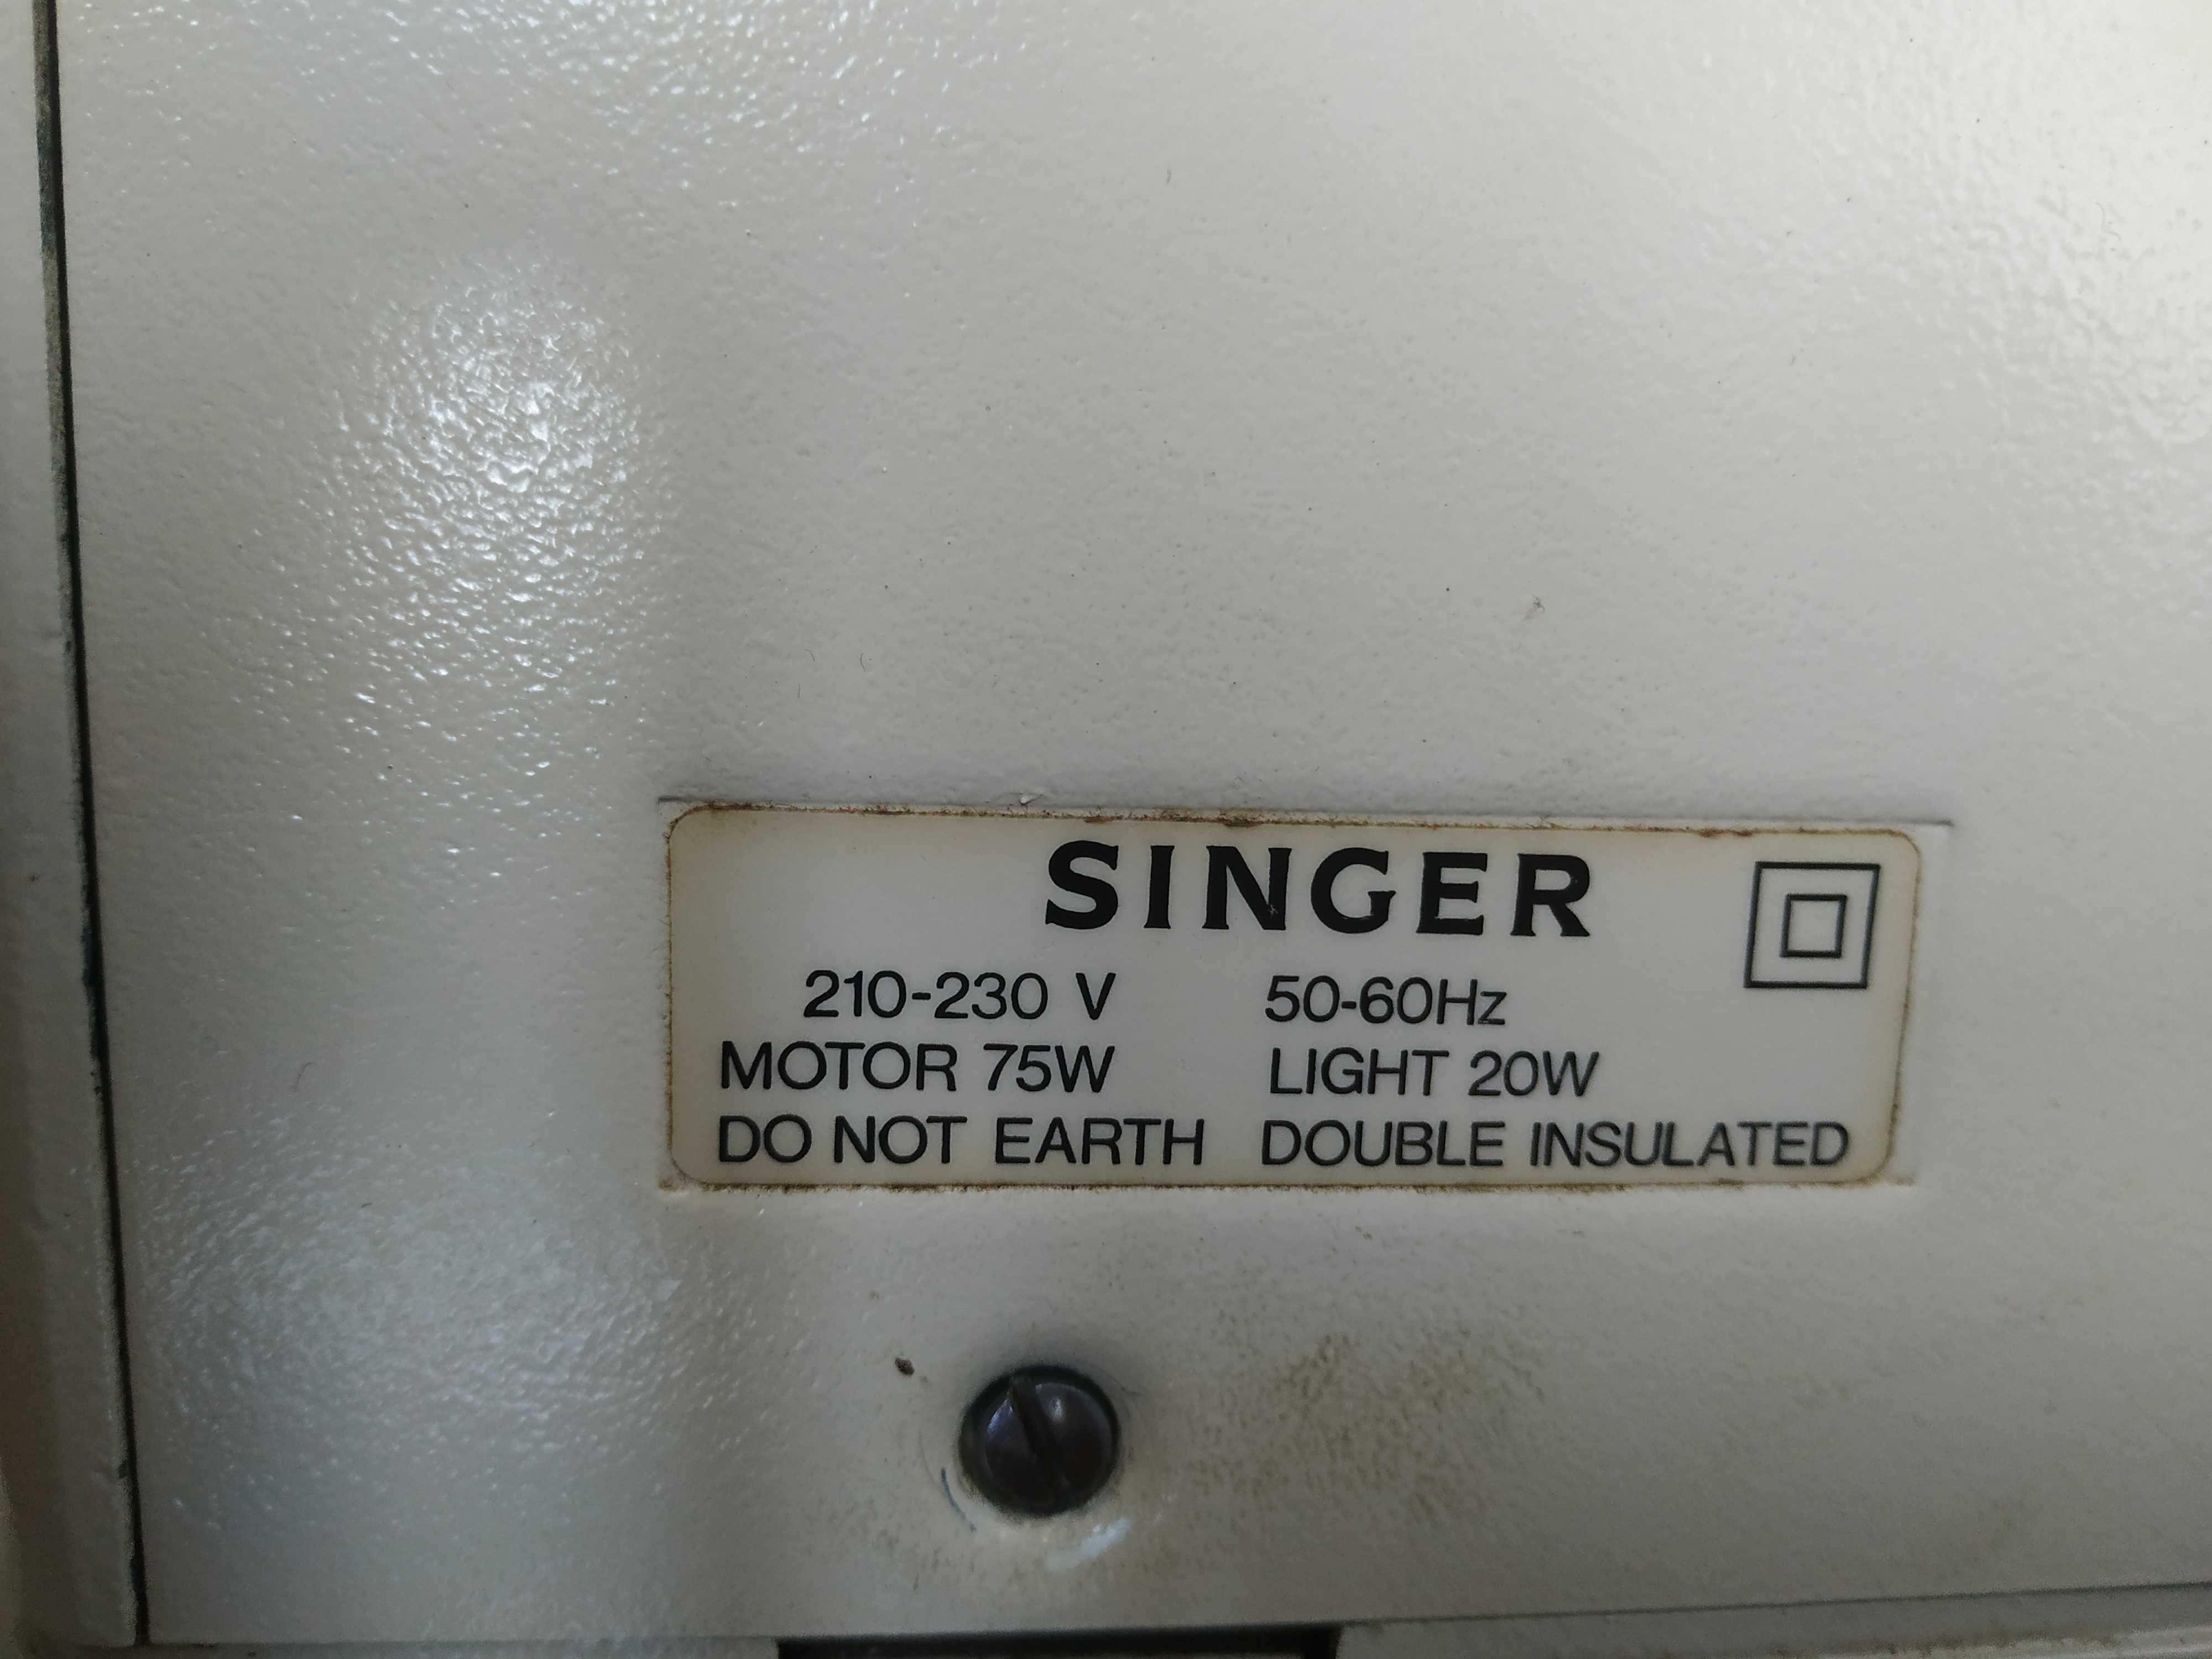 SINGER
210-230 V 50-60Hz
MOTOR 75W LIGHT 20W
DO NOT EARTH DOUBLE INSULATED